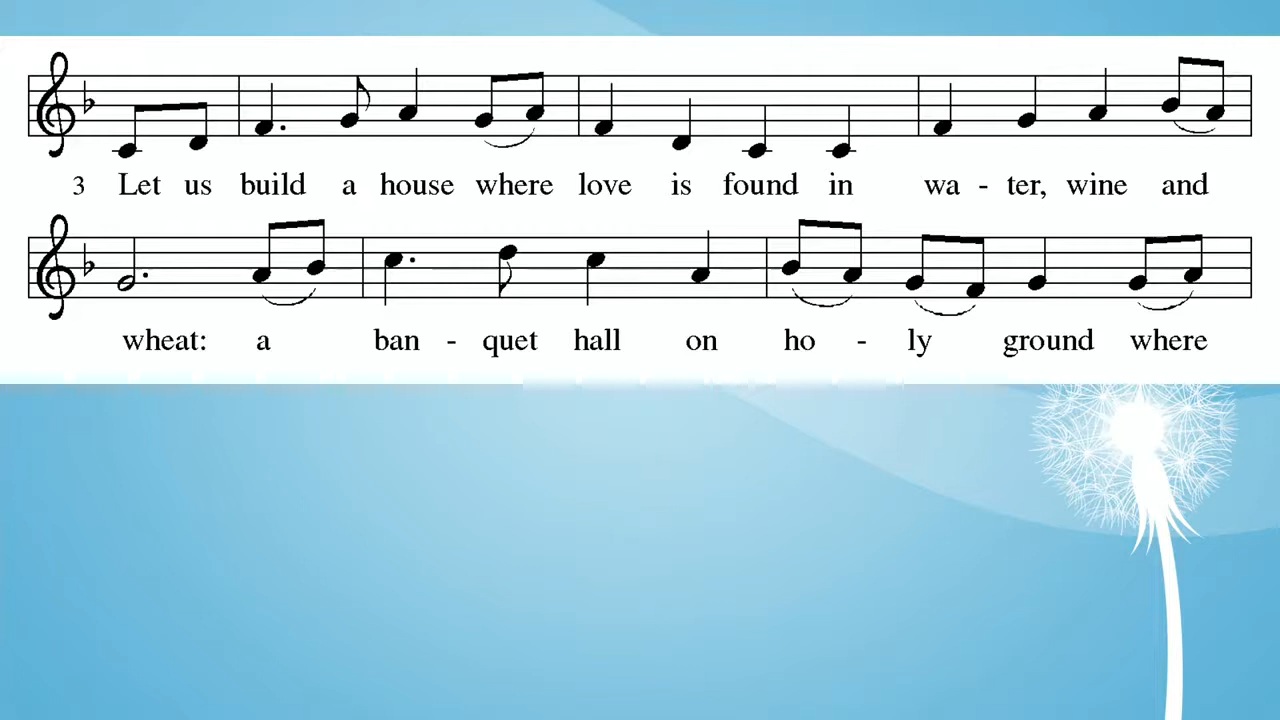 3 Let us build a house where love is found in wa - ter, wine and
wheat: a ban - quet hall on ho - ly ground where